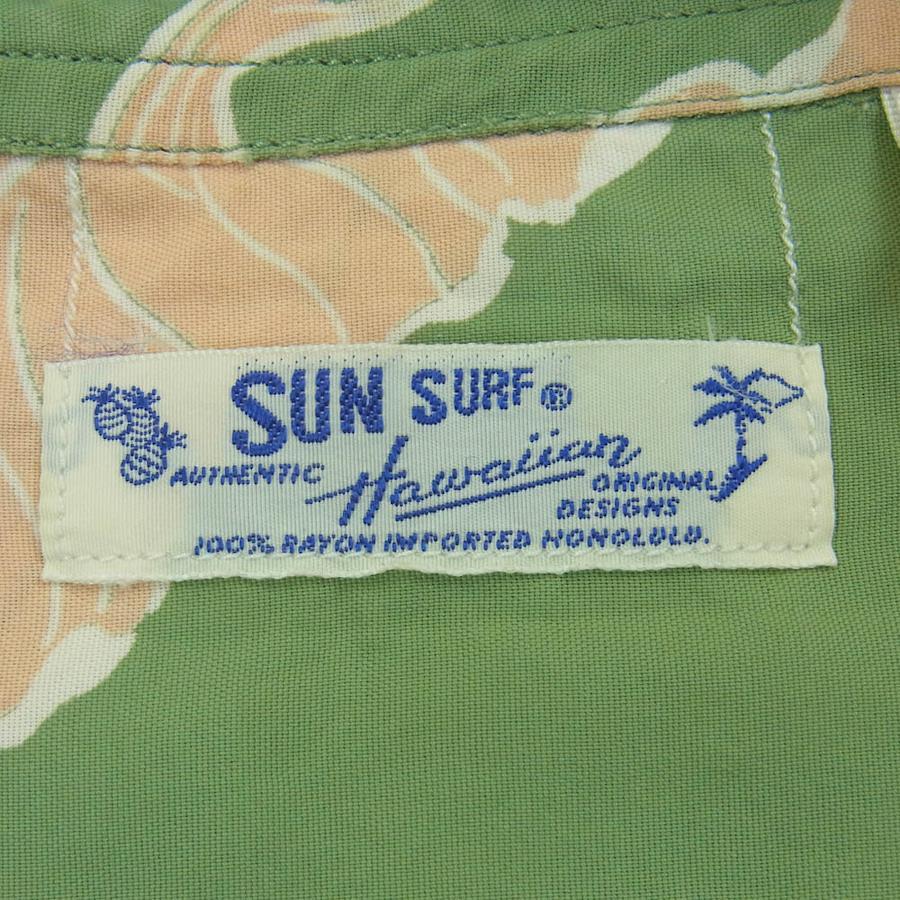 SUN SURF®
AUTHENTIC Hawaiian ORIGINAL
DESIGNS
100% RAYON IMPORTED HONOLULU.